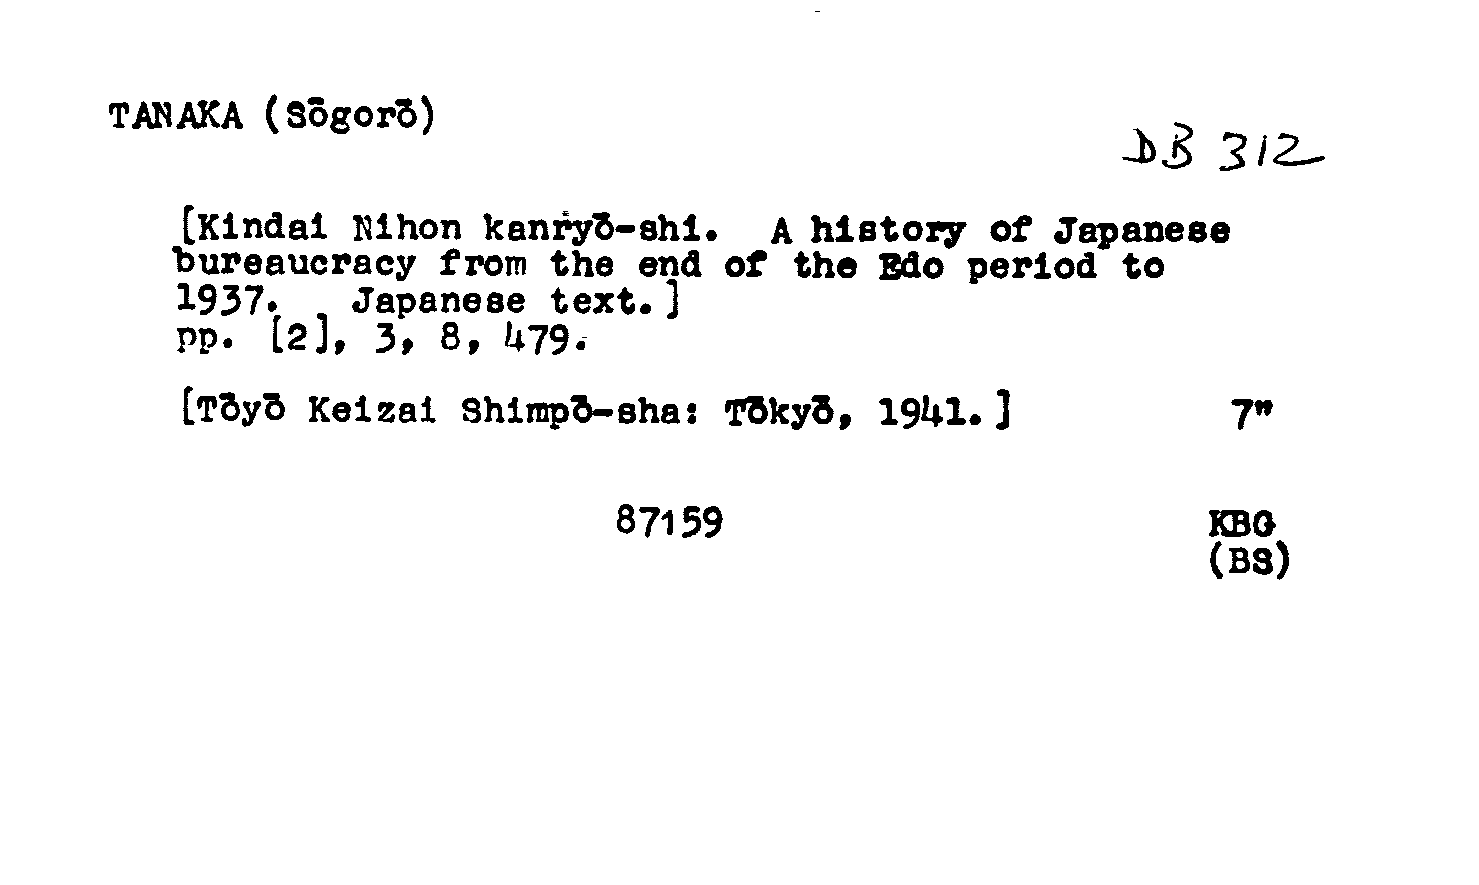 TANAKA (Sōgorō)
DB 312
[Kindai Nihon kanryō-shi. A history of Japanese
bureaucracy from the end of the Edo period to
1937. Japanese text.]
pp. [2], 3, 8, 479.
[Tōyō Keizai Shimpō-sha: Tōkyō, 1941.] 7"
87159 KBG
(BS)